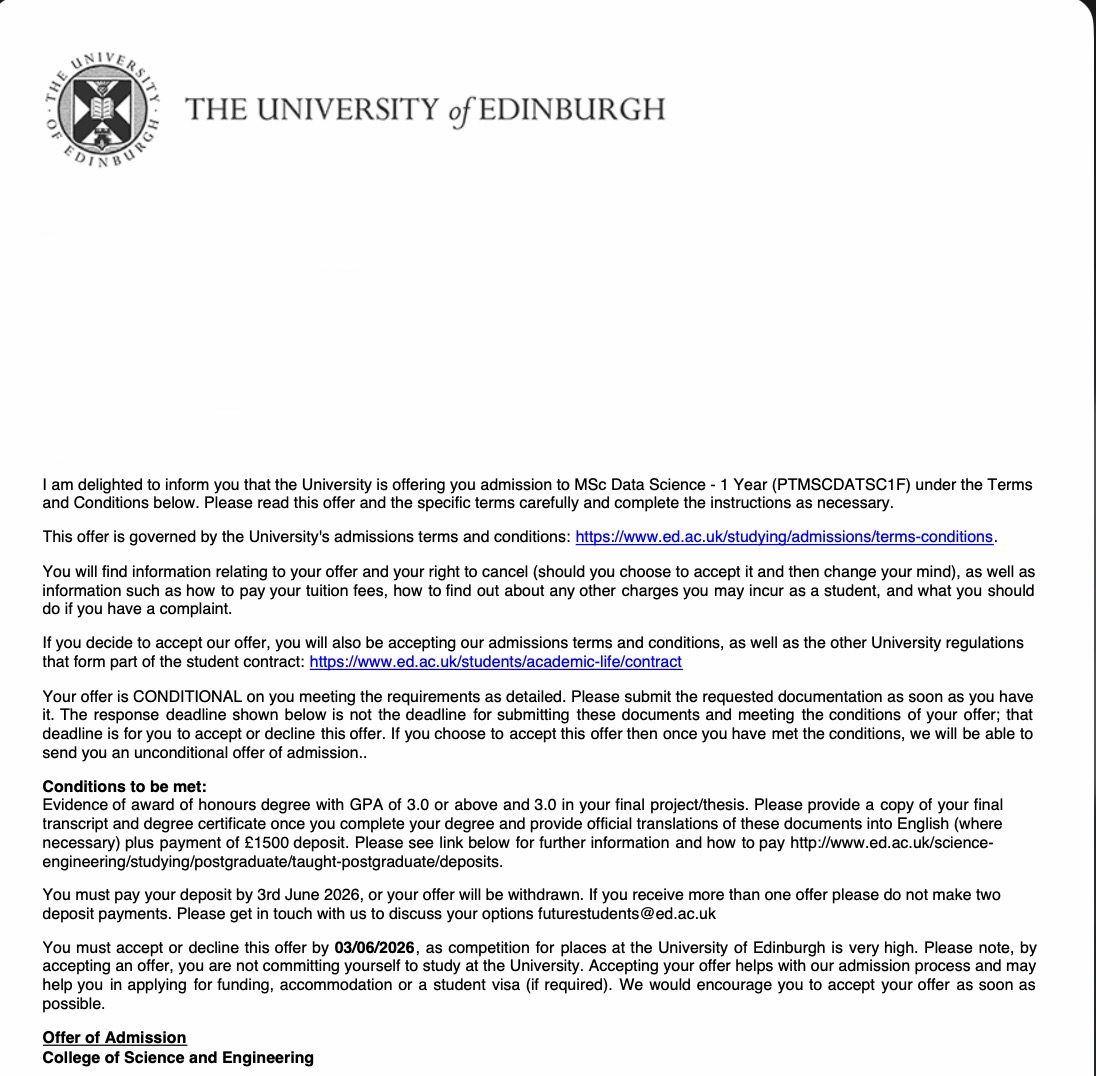 THE UNIVERSITY OF EDINBURGH
THE UNIVERSITY of EDINBURGH
I am delighted to inform you that the University is offering you admission to MSc Data Science - 1 Year (PTMSCDATSC1F) under the Terms
and Conditions below. Please read this offer and the specific terms carefully and complete the instructions as necessary.
This offer is governed by the University's admissions terms and conditions: https://www.ed.ac.uk/studying/admissions/terms-conditions.
You will find information relating to your offer and your right to cancel (should you choose to accept it and then change your mind), as well as
information such as how to pay your tuition fees, how to find out about any other charges you may incur as a student, and what you should
do if you have a complaint.
If you decide to accept our offer, you will also be accepting our admissions terms and conditions, as well as the other University regulations
that form part of the student contract: https://www.ed.ac.uk/students/academic-life/contract
Your offer is CONDITIONAL on you meeting the requirements as detailed. Please submit the requested documentation as soon as you have
it. The response deadline shown below is not the deadline for submitting these documents and meeting the conditions of your offer; that
deadline is for you to accept or decline this offer. If you choose to accept this offer then once you have met the conditions, we will be able to
send you an unconditional offer of admission..
Conditions to be met:
Evidence of award of honours degree with GPA of 3.0 or above and 3.0 in your final project/thesis. Please provide a copy of your final
transcript and degree certificate once you complete your degree and provide official translations of these documents into English (where
necessary) plus payment of £1500 deposit. Please see link below for further information and how to pay http://www.ed.ac.uk/science-
engineering/studying/postgraduate/taught-postgraduate/deposits.
You must pay your deposit by 3rd June 2026, or your offer will be withdrawn. If you receive more than one offer please do not make two
deposit payments. Please get in touch with us to discuss your options futurestudents@ed.ac.uk
You must accept or decline this offer by 03/06/2026, as competition for places at the University of Edinburgh is very high. Please note, by
accepting an offer, you are not committing yourself to study at the University. Accepting your offer helps with our admission process and may
help you in applying for funding, accommodation or a student visa (if required). We would encourage you to accept your offer as soon as
possible.
Offer of Admission
College of Science and Engineering